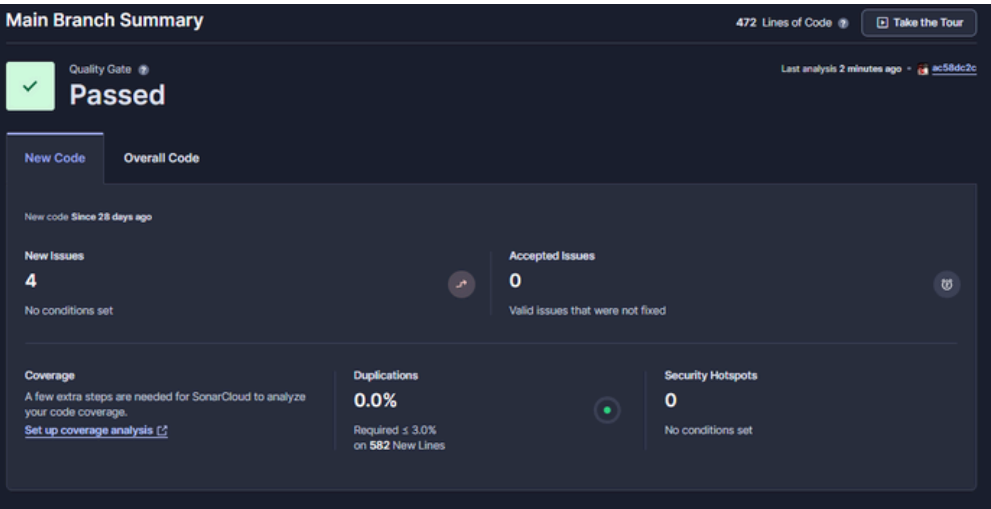 Main Branch Summary
472 Lines of Code ?
Take the Tour
Quality Gate ?
Passed
Last analysis 2 minutes ago • ac58dc2c
New Code
Overall Code
New code Since 28 days ago
New Issues
4
No conditions set
Accepted Issues
0
Valid issues that were not fixed
Coverage
A few extra steps are needed for SonarCloud to analyze
your code coverage.
Set up coverage analysis
Duplications
0.0%
Required ≤ 3.0%
on 582 New Lines
Security Hotspots
0
No conditions set